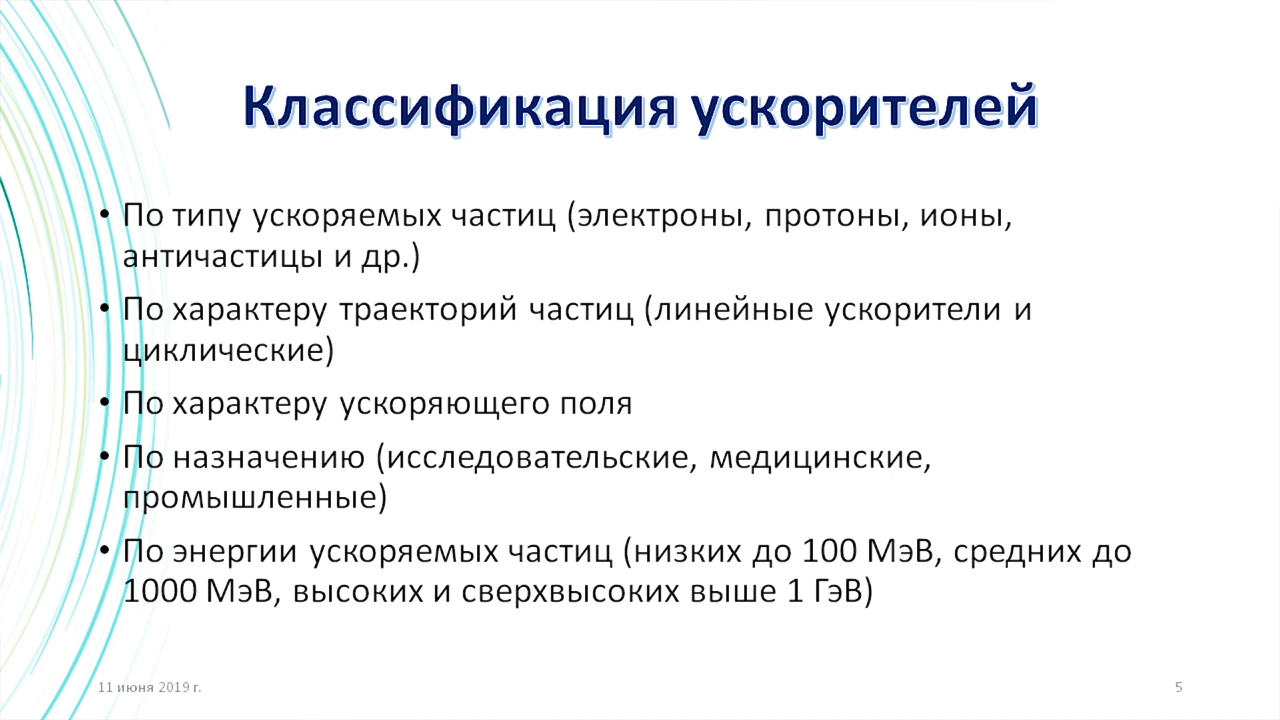 Классификация ускорителей
• По типу ускоряемых частиц (электроны, протоны, ионы,
античастицы и др.)
• По характеру траекторий частиц (линейные ускорители и
циклические)
• По характеру ускоряющего поля
• По назначению (исследовательские, медицинские,
промышленные)
• По энергии ускоряемых частиц (низких до 100 МэВ, средних до
1000 МэВ, высоких и сверхвысоких выше 1 ГэВ)
11 июня 2019 г.
5